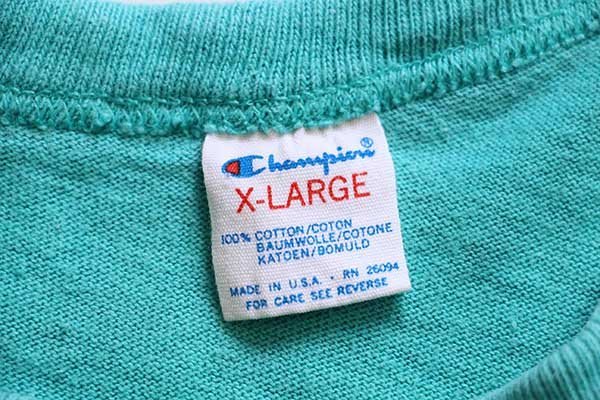 Champion®
X-LARGE
100% COTTON/COTON
BAUMWOLLE/COTONE
KATOEN/BOMULD
MADE IN U.S.A. · RN 26094
FOR CARE SEE REVERSE